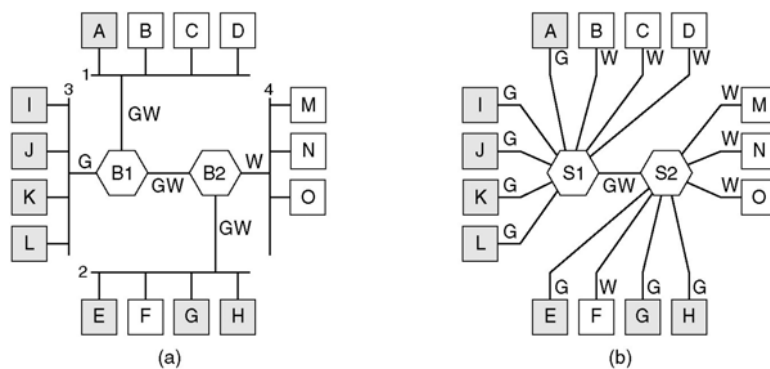 A B C D
1
GW
3
I
J
K
L
G
B1
GW
B2
W
4
M
N
O
GW
2
E F G H
(a)
A B C D
G W W W
I G
J G
K G
L G
S1
GW
S2
W M
W N
W O
G W G G
E F G H
(b)